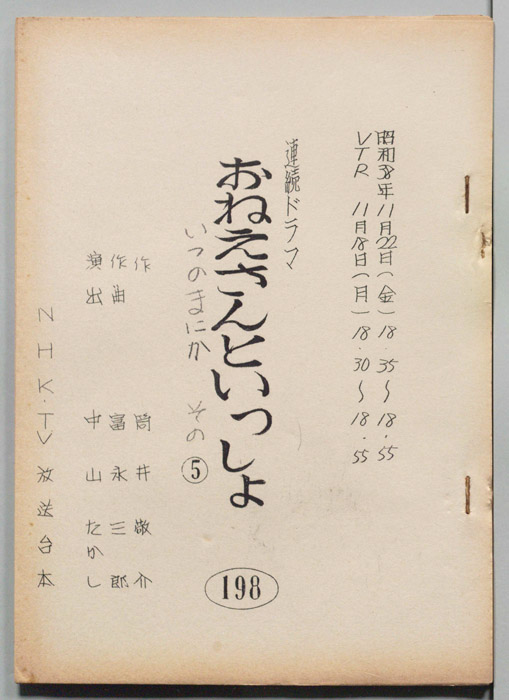 昭和38年11月22日(金)18.35~18.55
VTR 11月18日(月)18.30~18.55
連続ドラマ
おねえさんといっしょ
いつのまにか その⑤
198
作 筒井敬介
作曲 冨永三郎
演出 中山たかし
NHK・TV放送台本